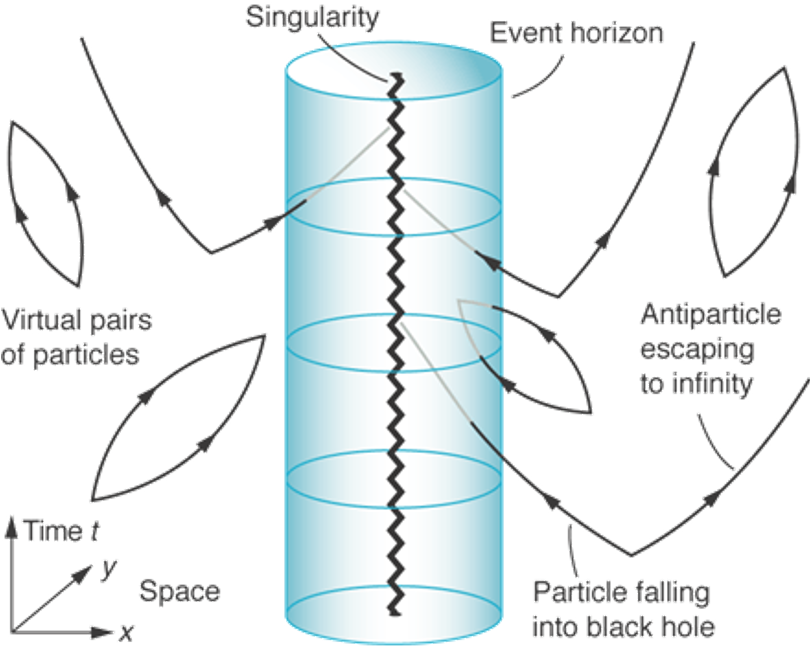 Singularity
Event horizon
Virtual pairs
of particles
Antiparticle
escaping
to infinity
Time t
y
Space
x
Particle falling
into black hole